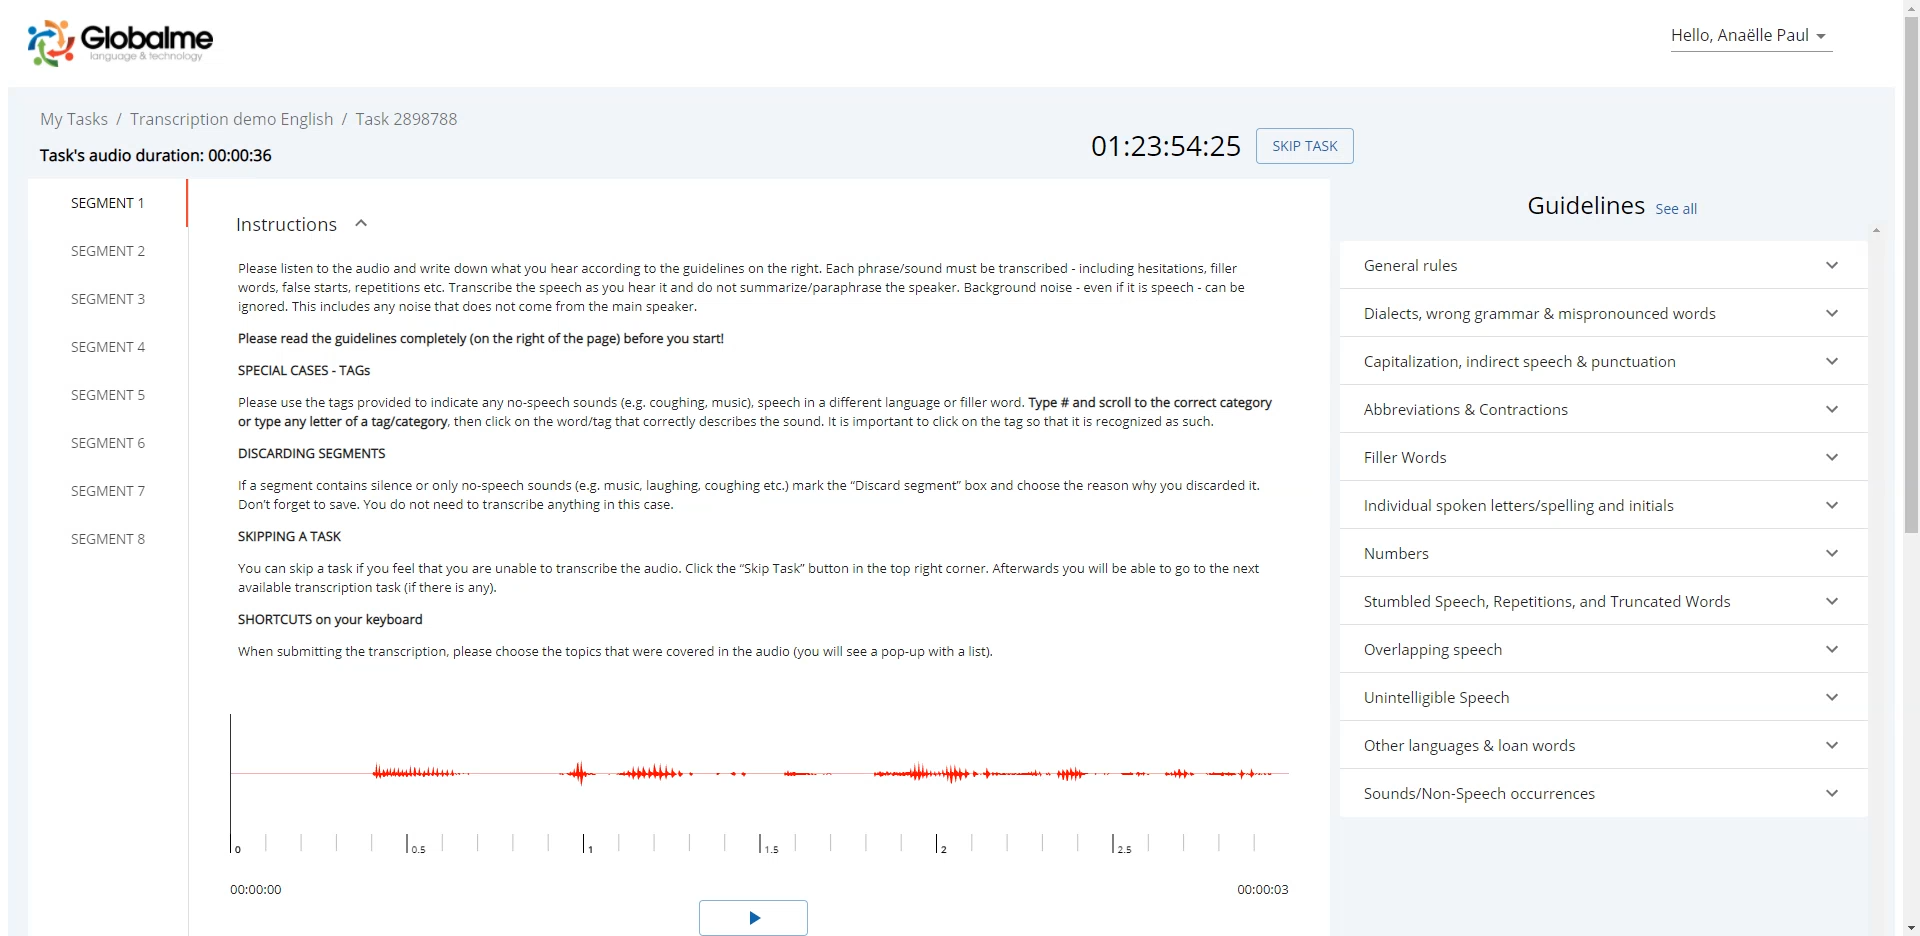 Globalme
language & technology
Hello, Anaëlle Paul
My Tasks / Transcription demo English / Task 2898788
Task's audio duration: 00:00:36
01:23:54:25
SKIP TASK
SEGMENT 1
SEGMENT 2
SEGMENT 3
SEGMENT 4
SEGMENT 5
SEGMENT 6
SEGMENT 7
SEGMENT 8
Instructions
Please listen to the audio and write down what you hear according to the guidelines on the right. Each phrase/sound must be transcribed - including hesitations, filler
words, false starts, repetitions etc. Transcribe the speech as you hear it and do not summarize/paraphrase the speaker. Background noise - even if it is speech - can be
ignored. This includes any noise that does not come from the main speaker.
Please read the guidelines completely (on the right of the page) before you start!
SPECIAL CASES - TAGs
Please use the tags provided to indicate any no-speech sounds (e.g. coughing, music), speech in a different language or filler word. Type # and scroll to the correct category
or type any letter of a tag/category, then click on the word/tag that correctly describes the sound. It is important to click on the tag so that it is recognized as such.
DISCARDING SEGMENTS
If a segment contains silence or only no-speech sounds (e.g. music, laughing, coughing etc.) mark the “Discard segment” box and choose the reason why you discarded it.
Don’t forget to save. You do not need to transcribe anything in this case.
SKIPPING A TASK
You can skip a task if you feel that you are unable to transcribe the audio. Click the “Skip Task” button in the top right corner. Afterwards you will be able to go to the next
available transcription task (if there is any).
SHORTCUTS on your keyboard
When submitting the transcription, please choose the topics that were covered in the audio (you will see a pop-up with a list).
0 0.5 1 1.5 2 2.5
00:00:00 00:00:03
Guidelines See all
General rules
Dialects, wrong grammar & mispronounced words
Capitalization, indirect speech & punctuation
Abbreviations & Contractions
Filler Words
Individual spoken letters/spelling and initials
Numbers
Stumbled Speech, Repetitions, and Truncated Words
Overlapping speech
Unintelligible Speech
Other languages & loan words
Sounds/Non-Speech occurrences